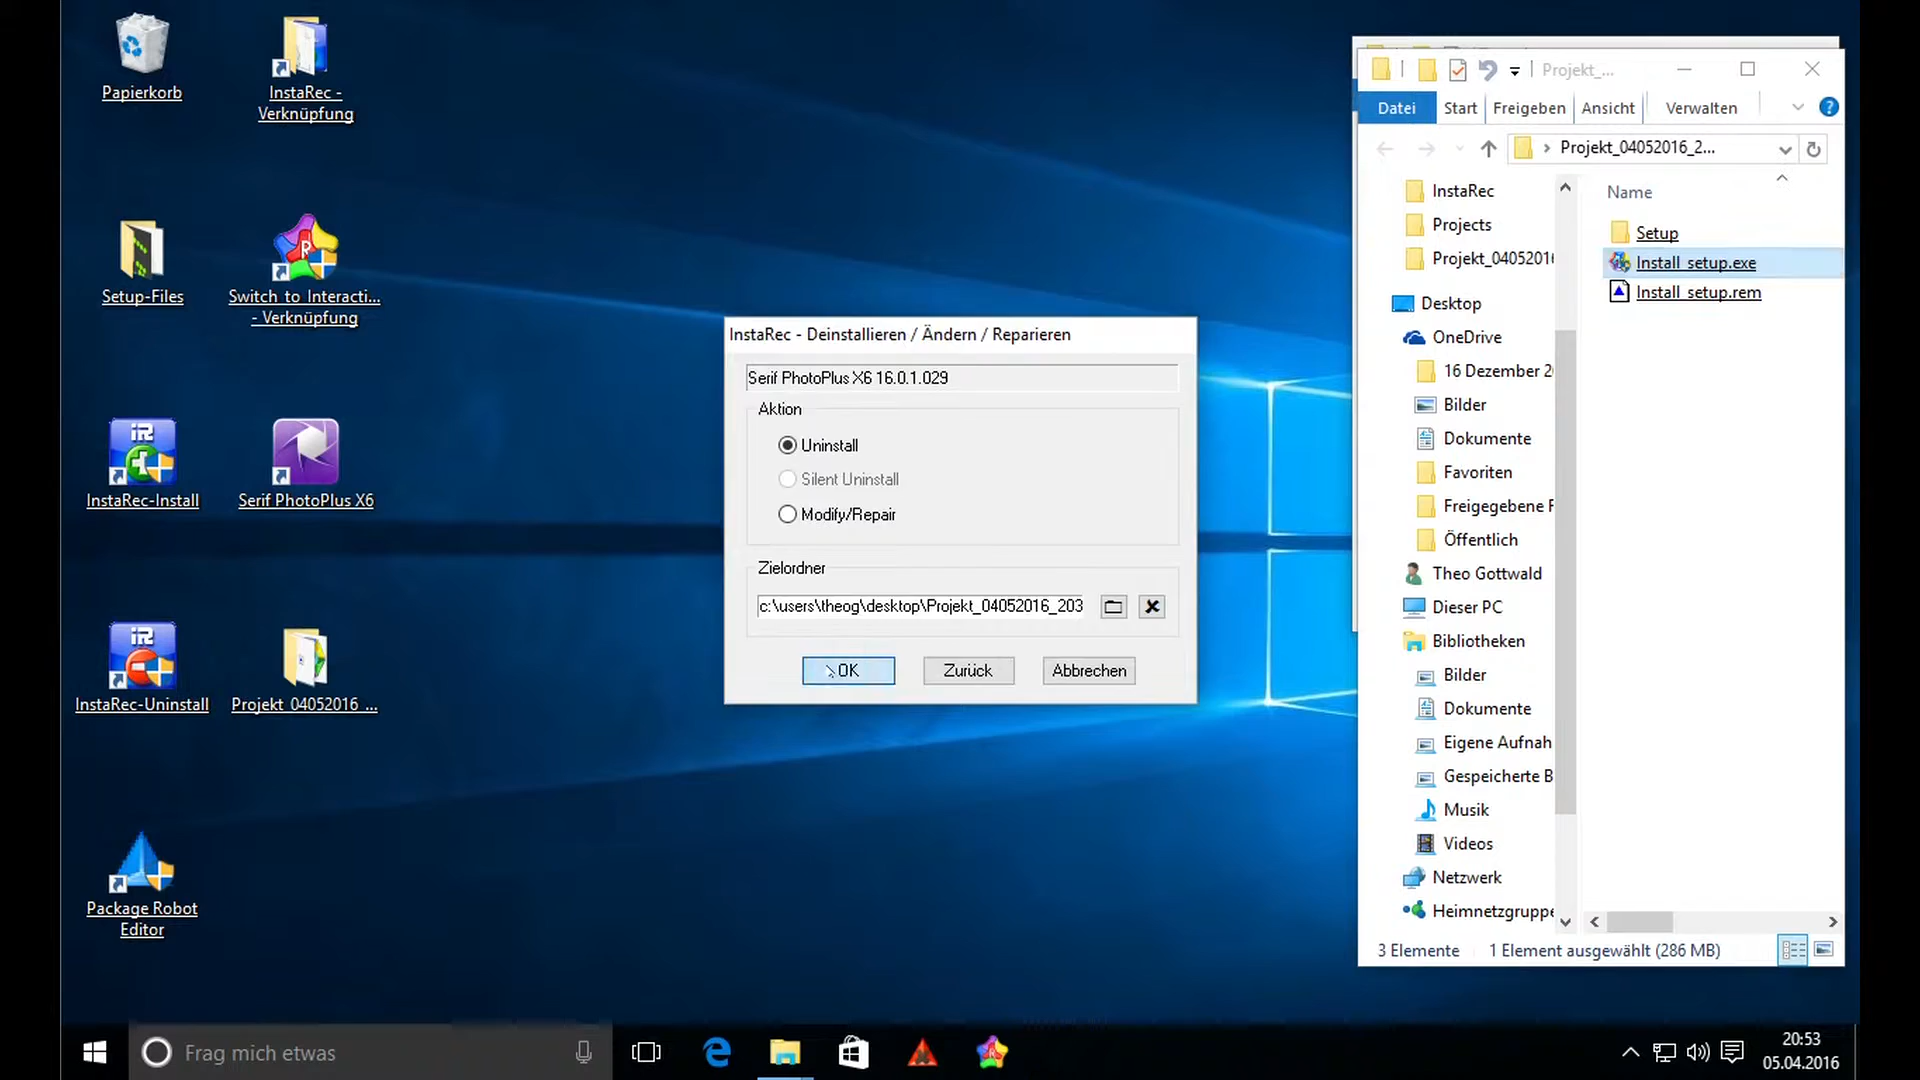 Papierkorb
InstaRec -
Verknüpfung
Setup-Files
Switch to Interacti...
- Verknüpfung
InstaRec-Install
Serif PhotoPlus X6
InstaRec-Uninstall
Projekt_04052016_...
Package Robot
Editor
InstaRec - Deinstallieren / Ändern / Reparieren
Serif PhotoPlus X6 16.0.1.029
Aktion
Uninstall
Silent Uninstall
Modify/Repair
Zielordner
c:\users\theog\desktop\Projekt_04052016_203
OK
Zurück
Abbrechen
Projekt_...
Datei
Start
Freigeben
Ansicht
Verwalten
Projekt_04052016_2...
InstaRec
Projects
Projekt_04052016
Desktop
OneDrive
16 Dezember 2
Bilder
Dokumente
Favoriten
Freigegebene F
Öffentlich
Theo Gottwald
Dieser PC
Bibliotheken
Bilder
Dokumente
Eigene Aufnah
Gespeicherte B
Musik
Videos
Netzwerk
Heimnetzgruppe
Name
Setup
Install_setup.exe
Install_setup.rem
3 Elemente
1 Element ausgewählt (286 MB)
Frag mich etwas
20:53
05.04.2016